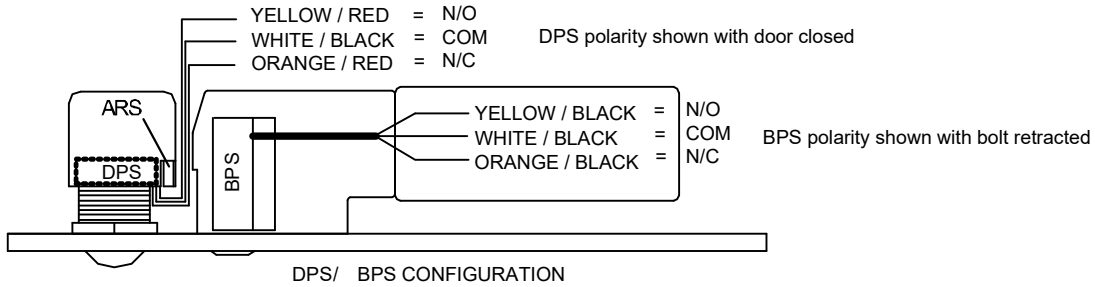 YELLOW / RED = N/O
WHITE / BLACK = COM
ORANGE / RED = N/C
DPS polarity shown with door closed
ARS
DPS
BPS
YELLOW / BLACK = N/O
WHITE / BLACK = COM
ORANGE / BLACK = N/C
BPS polarity shown with bolt retracted
DPS/ BPS CONFIGURATION